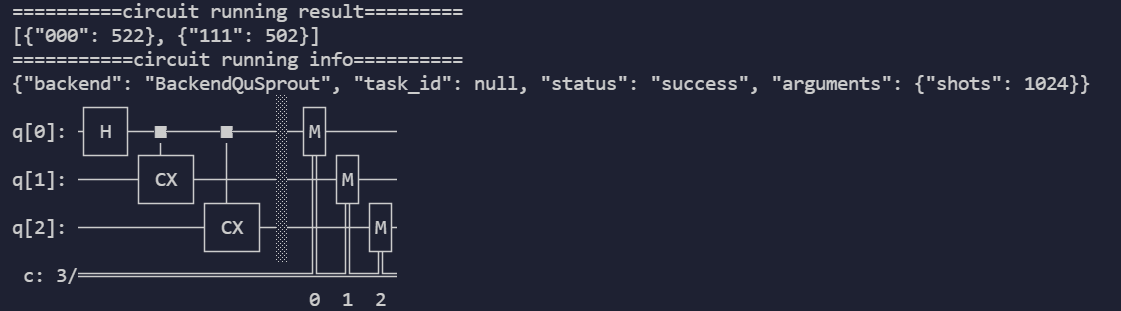 ==========circuit running result=========
[{"000": 522}, {"111": 502}]
===========circuit running info==========
{"backend": "BackendQuSprout", "task_id": null, "status": "success", "arguments": {"shots": 1024}}
q[0]: H M
q[1]: CX M
q[2]: CX M
c: 3/
0 1 2